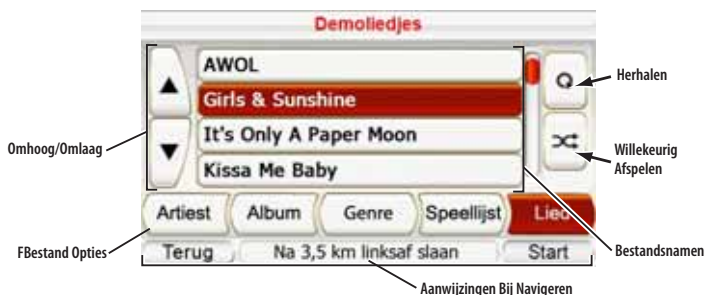 Demoliedjes
AWOL
Girls & Sunshine
Herhalen
It's Only A Paper Moon
Omhoog/Omlaag
Willekeurig
Afspelen
Kissa Me Baby
Artiest
Album
Genre
Speellijst
Lied
FBestand Opties
Terug
Na 3,5 km linksaf slaan
Start
Bestandsnamen
Aanwijzingen Bij Navigeren